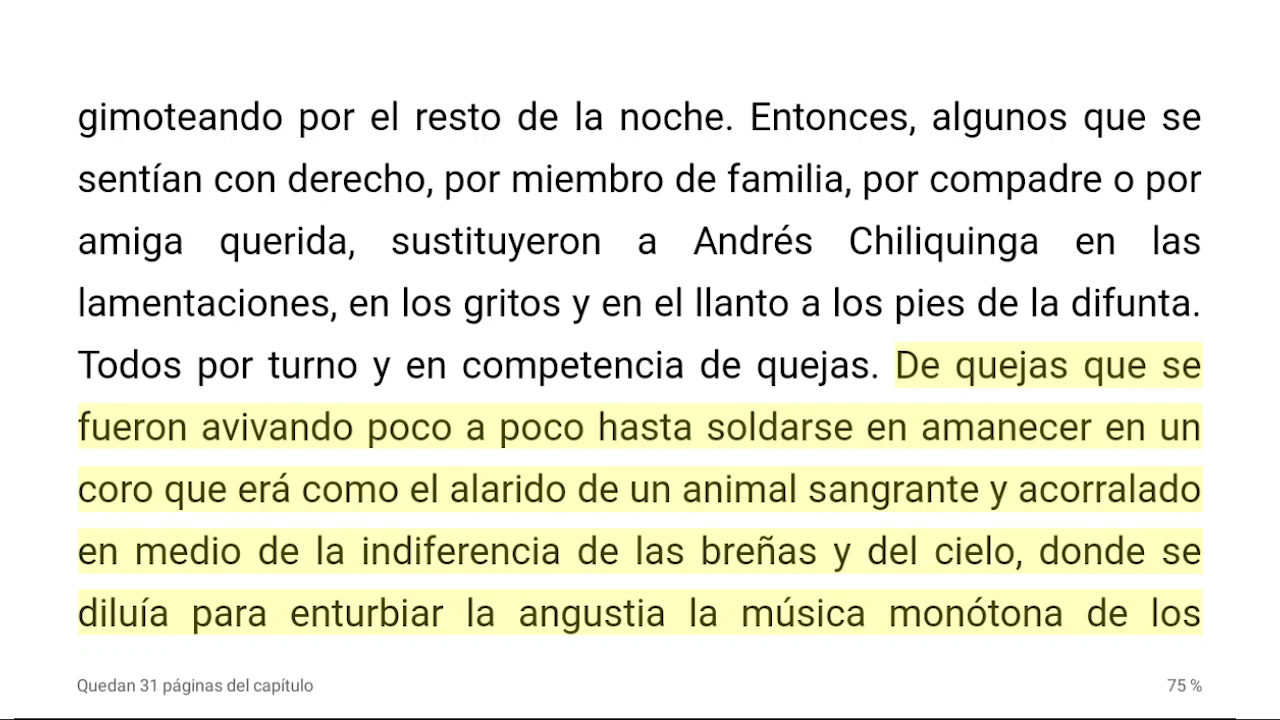 gimoteando por el resto de la noche. Entonces, algunos que se
sentían con derecho, por miembro de familia, por compadre o por
amiga querida, sustituyeron a Andrés Chiliquinga en las
lamentaciones, en los gritos y en el llanto a los pies de la difunta.
Todos por turno y en competencia de quejas. De quejas que se
fueron avivando poco a poco hasta soldarse en amanecer en un
coro que erá como el alarido de un animal sangrante y acorralado
en medio de la indiferencia de las breñas y del cielo, donde se
diluía para enturbiar la angustia la música monótona de los
Quedan 31 páginas del capítulo 75 %